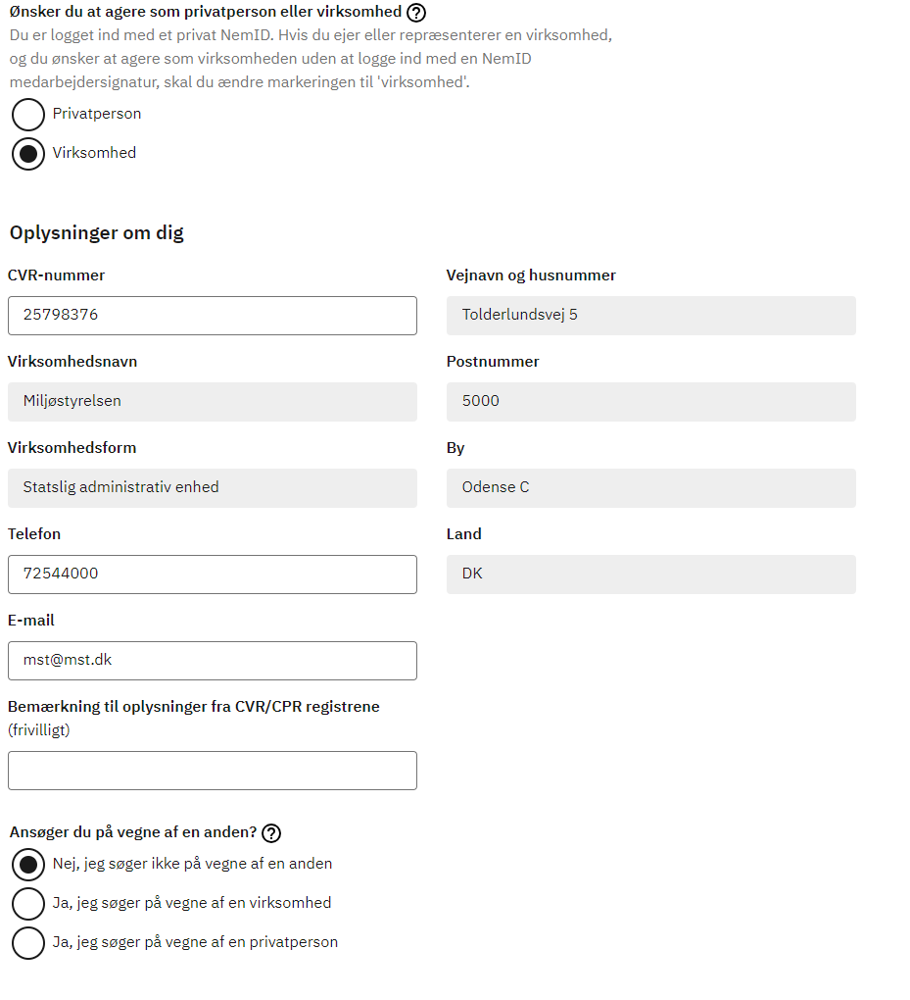 Ønsker du at agere som privatperson eller virksomhed ?
Du er logget ind med et privat NemID. Hvis du ejer eller repræsenterer en virksomhed,
og du ønsker at agere som virksomheden uden at logge ind med en NemID
medarbejdersignatur, skal du ændre markeringen til 'virksomhed'.
Privatperson
Virksomhed
Oplysninger om dig
CVR-nummer
25798376
Virksomhedsnavn
Miljøstyrelsen
Virksomhedsform
Statslig administrativ enhed
Telefon
72544000
E-mail
mst@mst.dk
Bemærkning til oplysninger fra CVR/CPR registrene
(frivilligt)
Vejnavn og husnummer
Tolderlundsvej 5
Postnummer
5000
By
Odense C
Land
DK
Ansøger du på vegne af en anden? ?
Nej, jeg søger ikke på vegne af en anden
Ja, jeg søger på vegne af en virksomhed
Ja, jeg søger på vegne af en privatperson